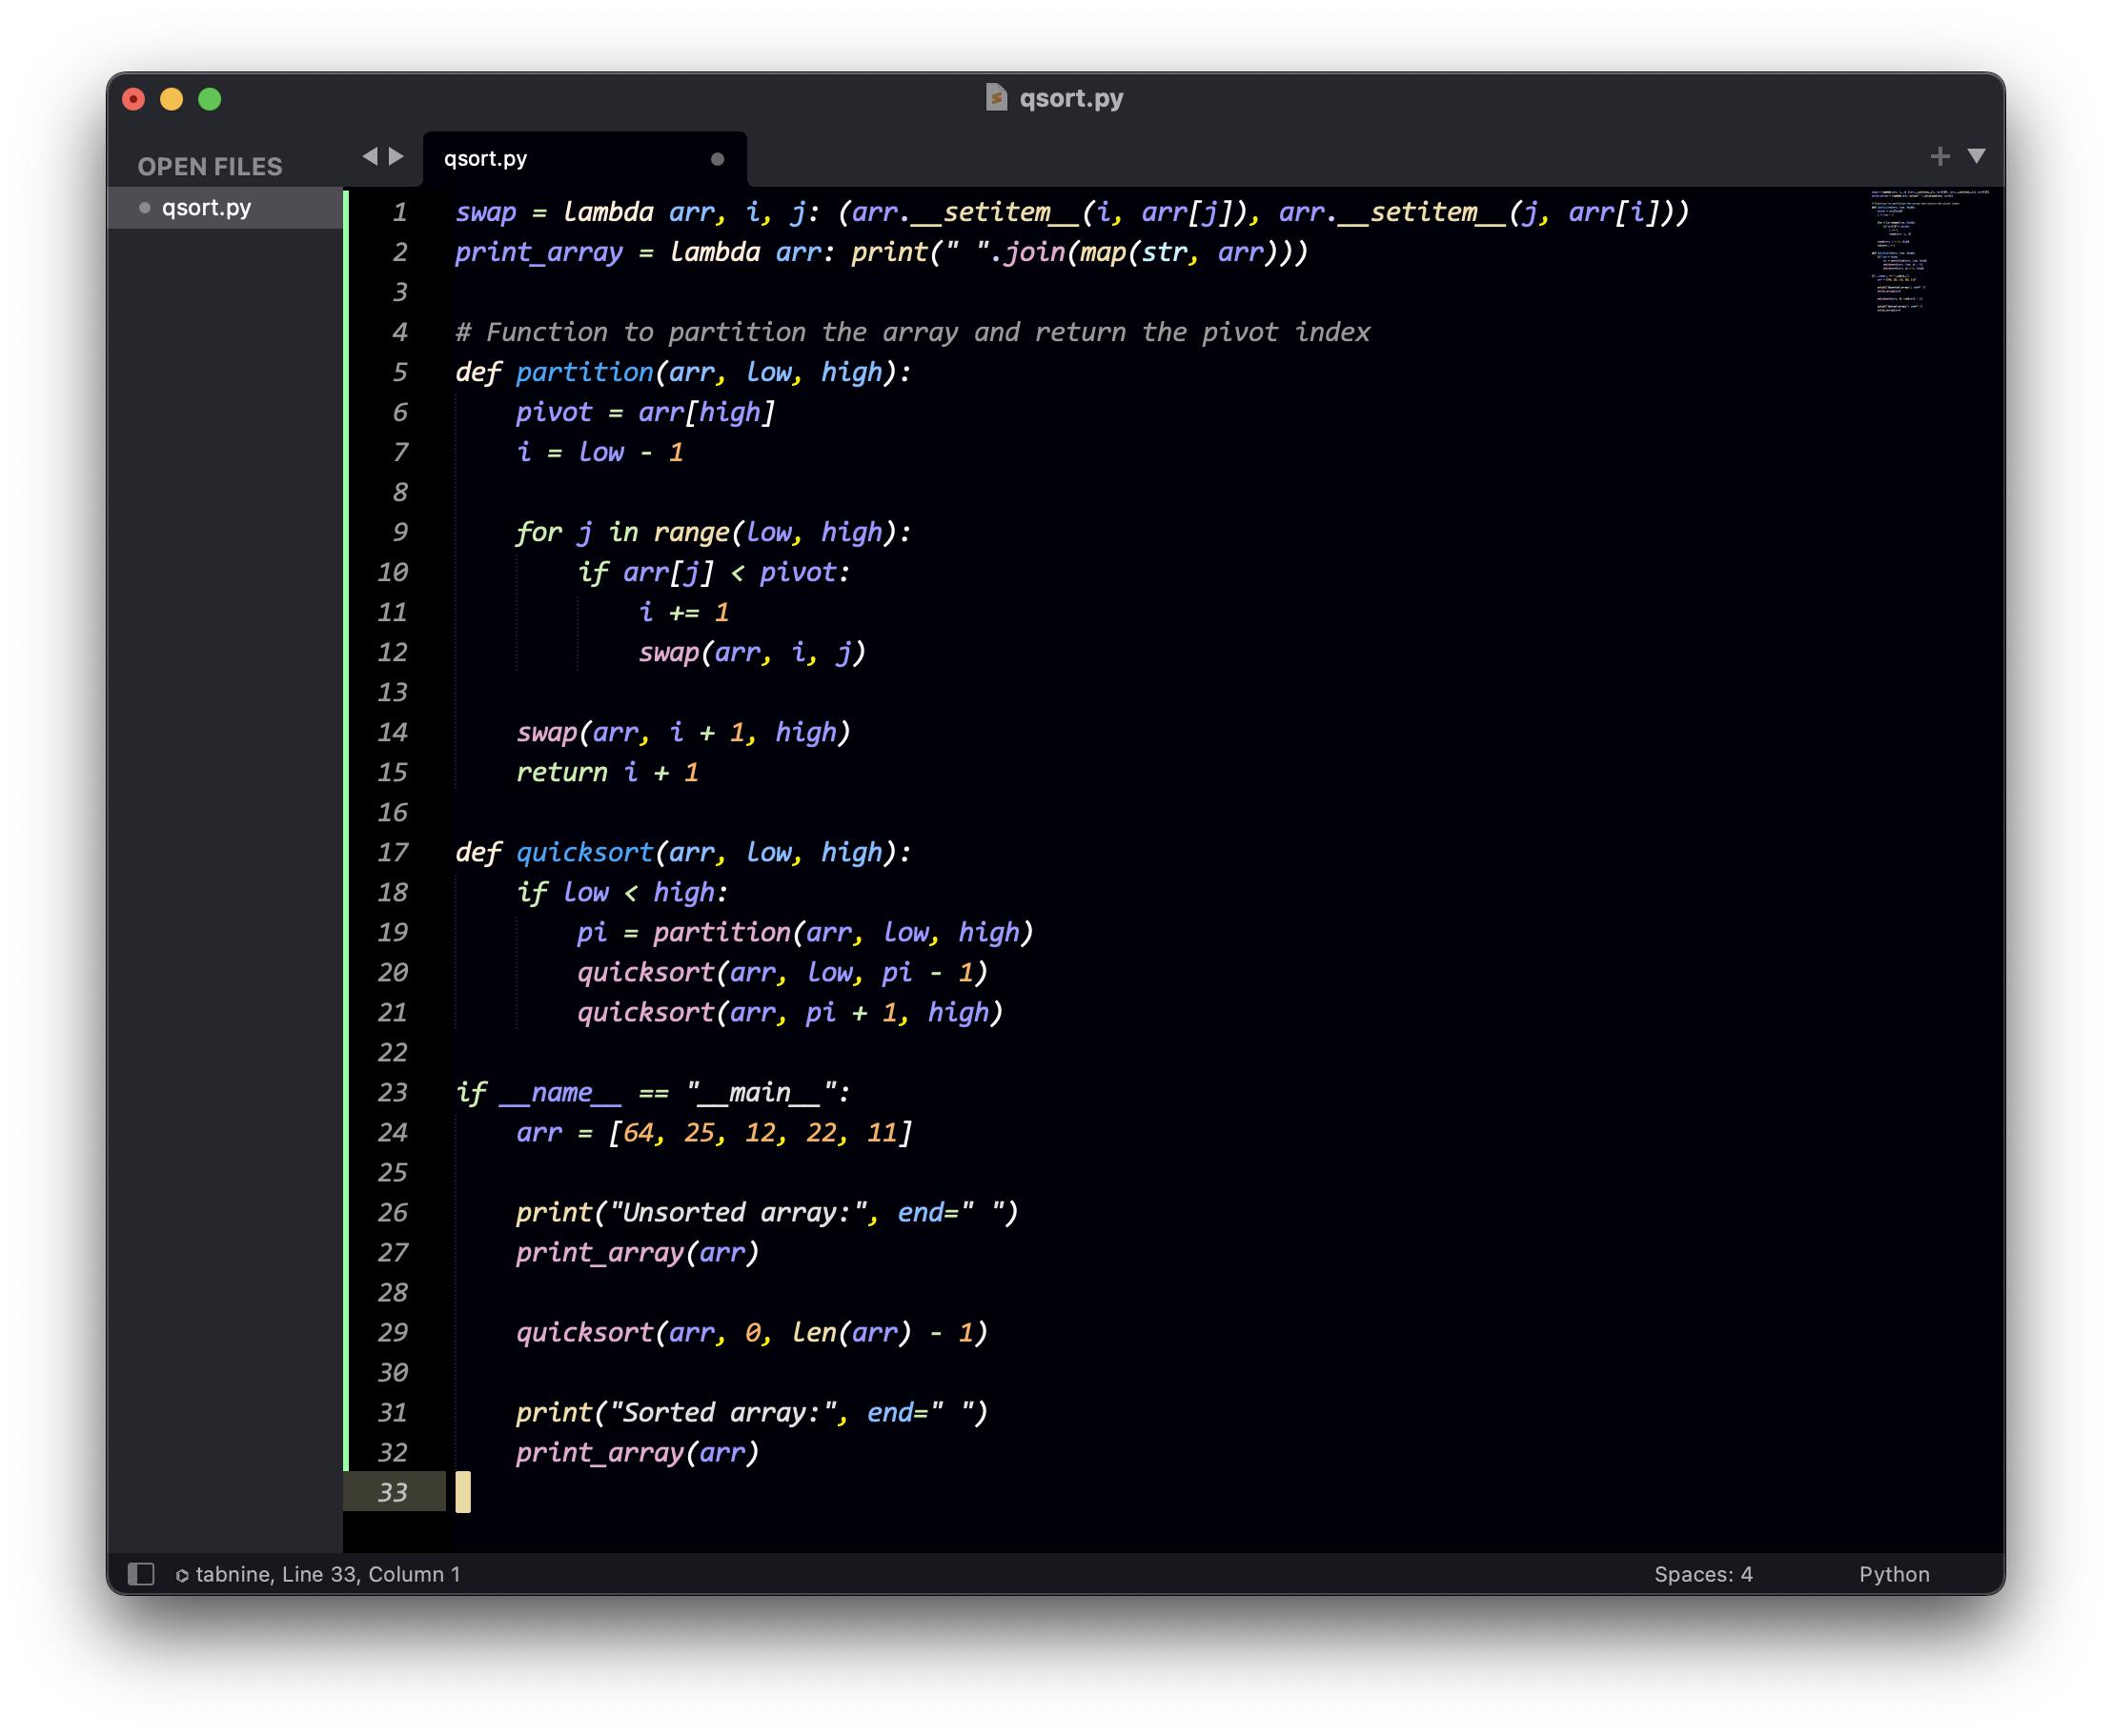 qsort.py
OPEN FILES
qsort.py
qsort.py
1 swap = lambda arr, i, j: (arr.__setitem__(i, arr[j]), arr.__setitem__(j, arr[i]))
2 print_array = lambda arr: print(" ".join(map(str, arr)))
3
4 # Function to partition the array and return the pivot index
5 def partition(arr, low, high):
6     pivot = arr[high]
7     i = low - 1
8
9     for j in range(low, high):
10         if arr[j] < pivot:
11             i += 1
12             swap(arr, i, j)
13
14     swap(arr, i + 1, high)
15     return i + 1
16
17 def quicksort(arr, low, high):
18     if low < high:
19         pi = partition(arr, low, high)
20         quicksort(arr, low, pi - 1)
21         quicksort(arr, pi + 1, high)
22
23 if __name__ == "__main__":
24     arr = [64, 25, 12, 22, 11]
25
26     print("Unsorted array:", end=" ")
27     print_array(arr)
28
29     quicksort(arr, 0, len(arr) - 1)
30
31     print("Sorted array:", end=" ")
32     print_array(arr)
33
tabnine, Line 33, Column 1
Spaces: 4
Python